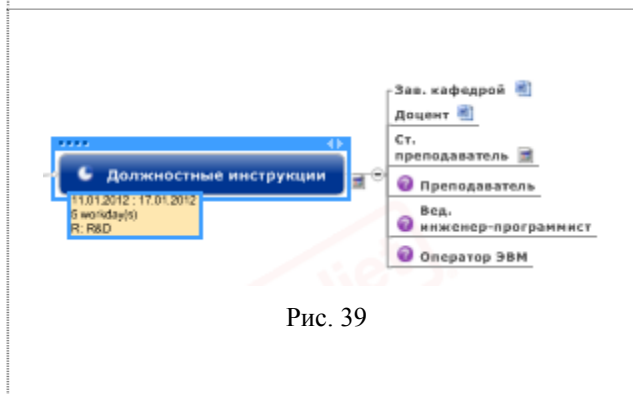 Зав. кафедрой
Доцент
Ст.
преподаватель
Должностные инструкции
Преподаватель
11.01.2012 : 17.01.2012
5 workday(s)
R: R&D
Вед.
инженер-программист
Оператор ЭВМ
Рис. 39